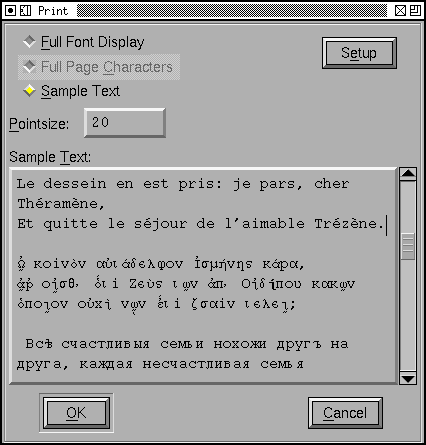 Print
Full Font Display
Setup
Full Page Characters
Sample Text
Pointsize:
20
Sample Text:
Le dessein en est pris: je pars, cher
Théramène,
Et quitte le séjour de l'aimable Trézène.
Ὦ κοινὸν αὐτάδελφον Ἰσμήνης κάρα,
ἆρ᾽ οἶσθ᾽ ὅτι Ζεὺς τῶν ἀπ᾽ Οἰδίπου κακῶν
ὁποῖον οὐχὶ νῷν ἔτι ζσαιν τελεῖ;
Всѣ счастливыя семьи нохожи другъ на
друга, каждая несчастливая семья
OK
Cancel